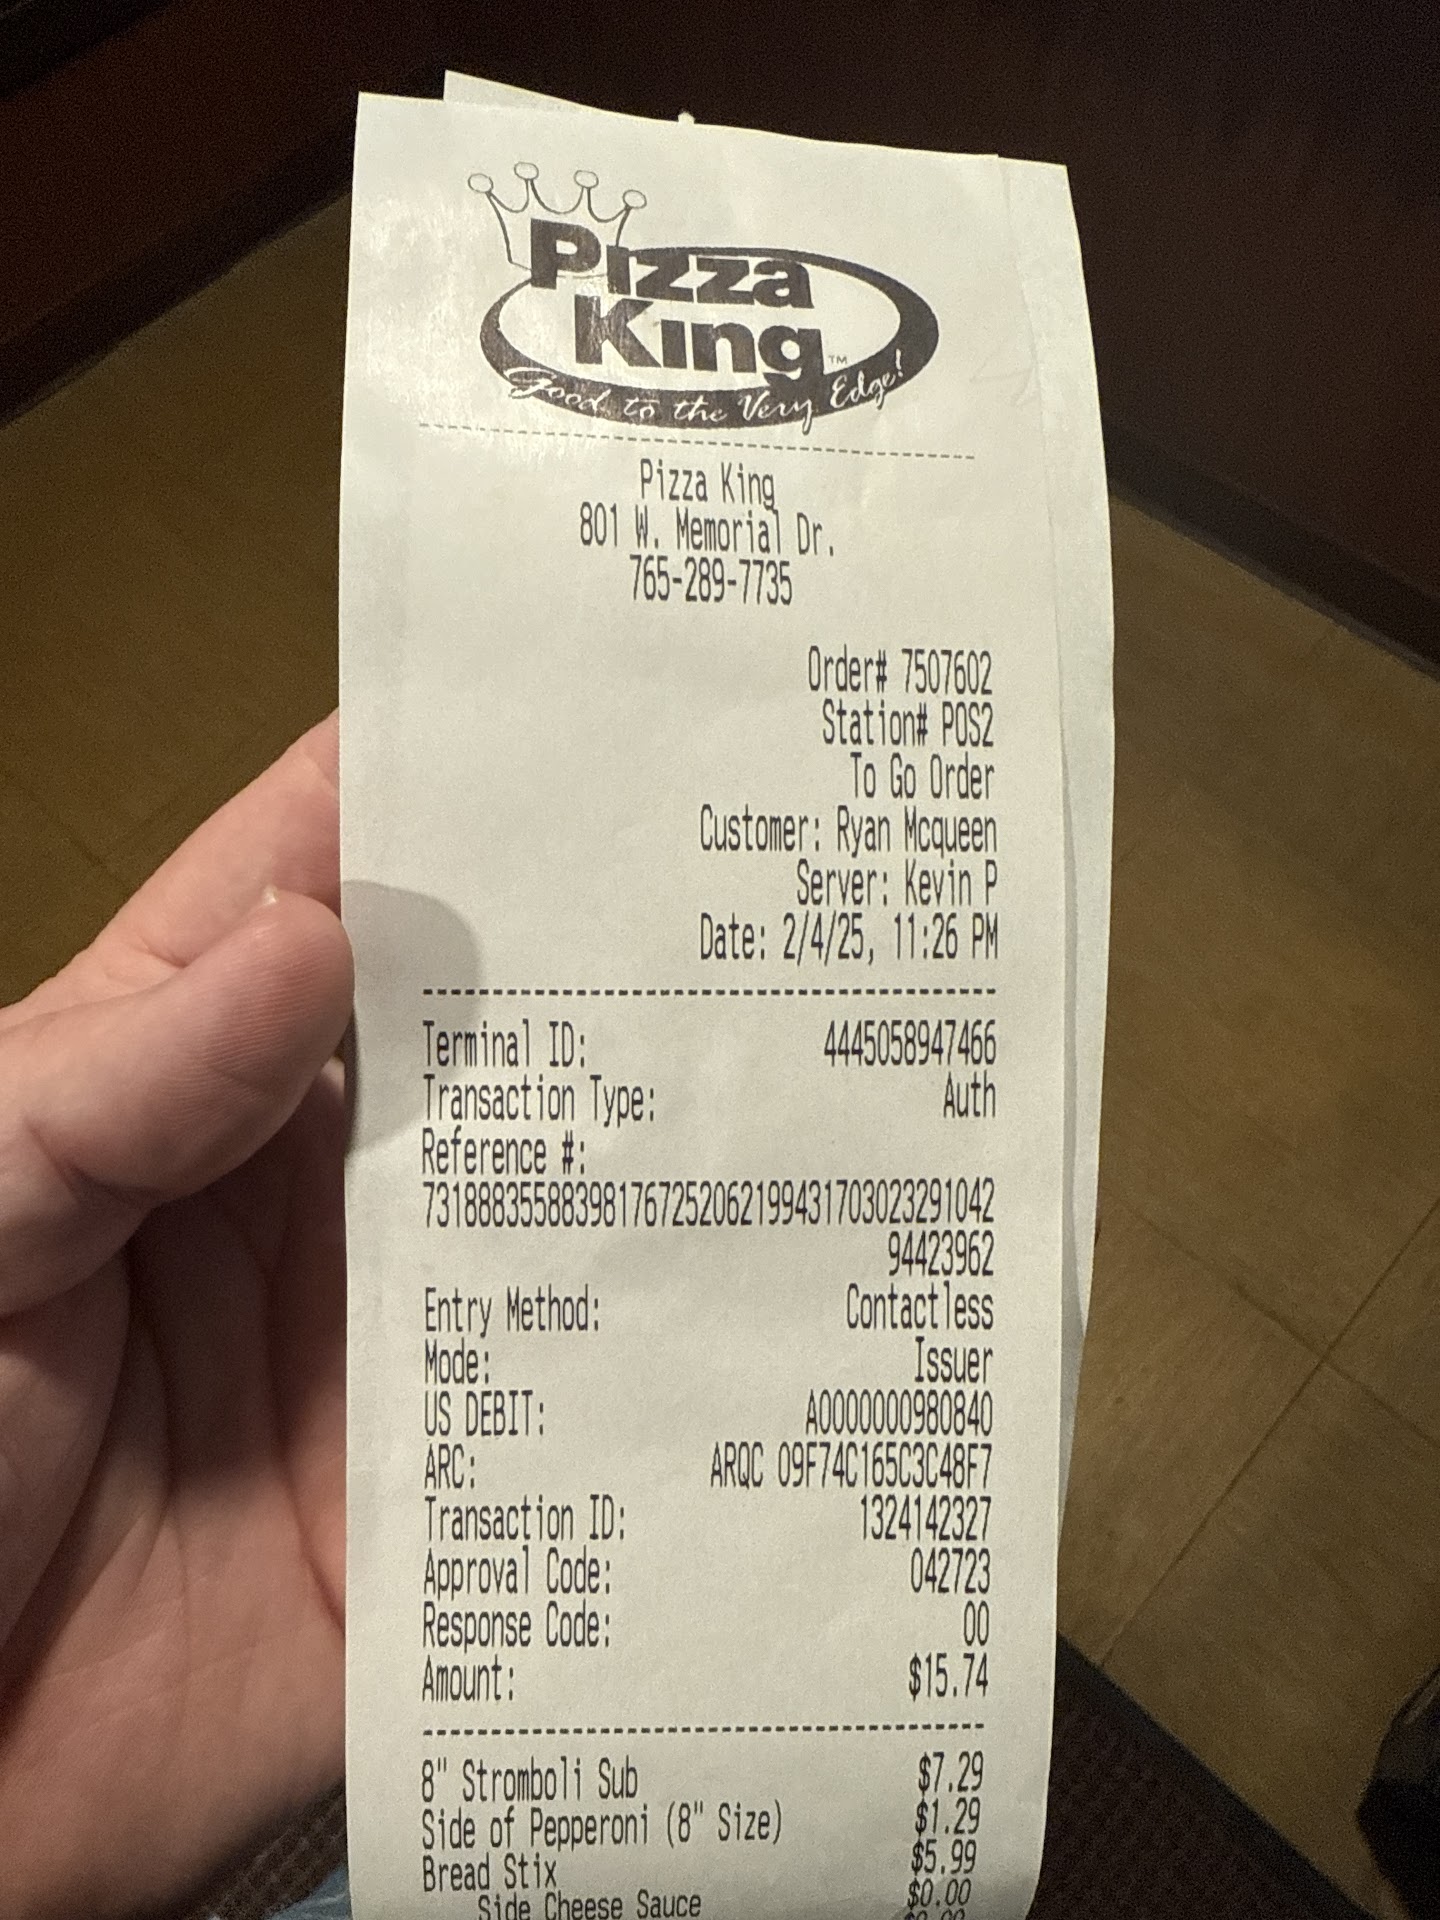 Pizza
King™
Good to the Very Edge!
Pizza King
801 W. Memorial Dr.
765-289-7735
Order# 7507602
Station# POS2
To Go Order
Customer: Ryan Mcqueen
Server: Kevin P
Date: 2/4/25, 11:26 PM
Terminal ID: 4445058947466
Transaction Type: Auth
Reference #:
731888355883981767252062199431703023291042
94423962
Entry Method: Contactless
Mode: Issuer
US DEBIT: A0000000980840
ARC: ARQC 09F74C165C3C48F7
Transaction ID: 1324142327
Approval Code: 042723
Response Code: 00
Amount: $15.74
8" Stromboli Sub $7.29
Side of Pepperoni (8" Size) $1.29
Bread Stix $5.99
Side Cheese Sauce $0.00